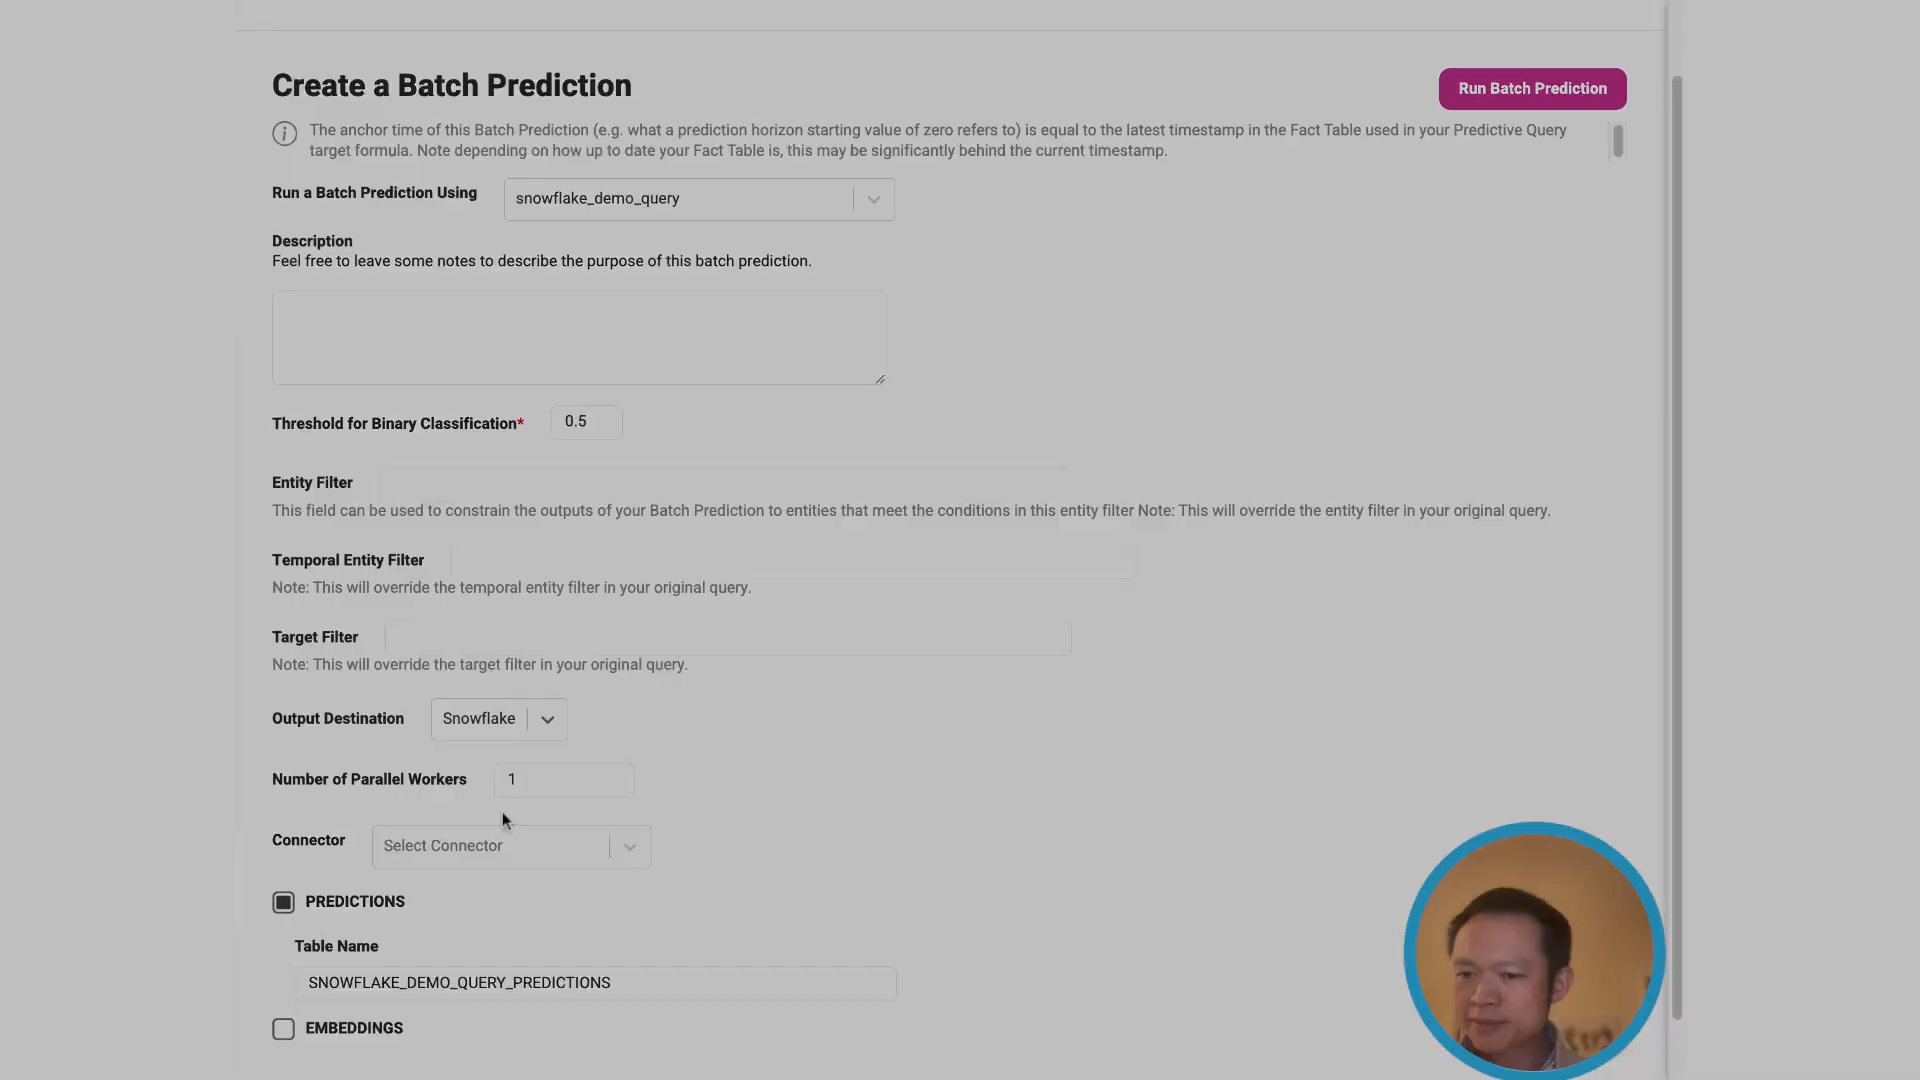 Create a Batch Prediction
Run Batch Prediction
The anchor time of this Batch Prediction (e.g. what a prediction horizon starting value of zero refers to) is equal to the latest timestamp in the Fact Table used in your Predictive Query
target formula. Note depending on how up to date your Fact Table is, this may be significantly behind the current timestamp.
Run a Batch Prediction Using
snowflake_demo_query
Description
Feel free to leave some notes to describe the purpose of this batch prediction.
Threshold for Binary Classification*
0.5
Entity Filter
This field can be used to constrain the outputs of your Batch Prediction to entities that meet the conditions in this entity filter Note: This will override the entity filter in your original query.
Temporal Entity Filter
Note: This will override the temporal entity filter in your original query.
Target Filter
Note: This will override the target filter in your original query.
Output Destination
Snowflake
Number of Parallel Workers
1
Connector
Select Connector
PREDICTIONS
Table Name
SNOWFLAKE_DEMO_QUERY_PREDICTIONS
EMBEDDINGS